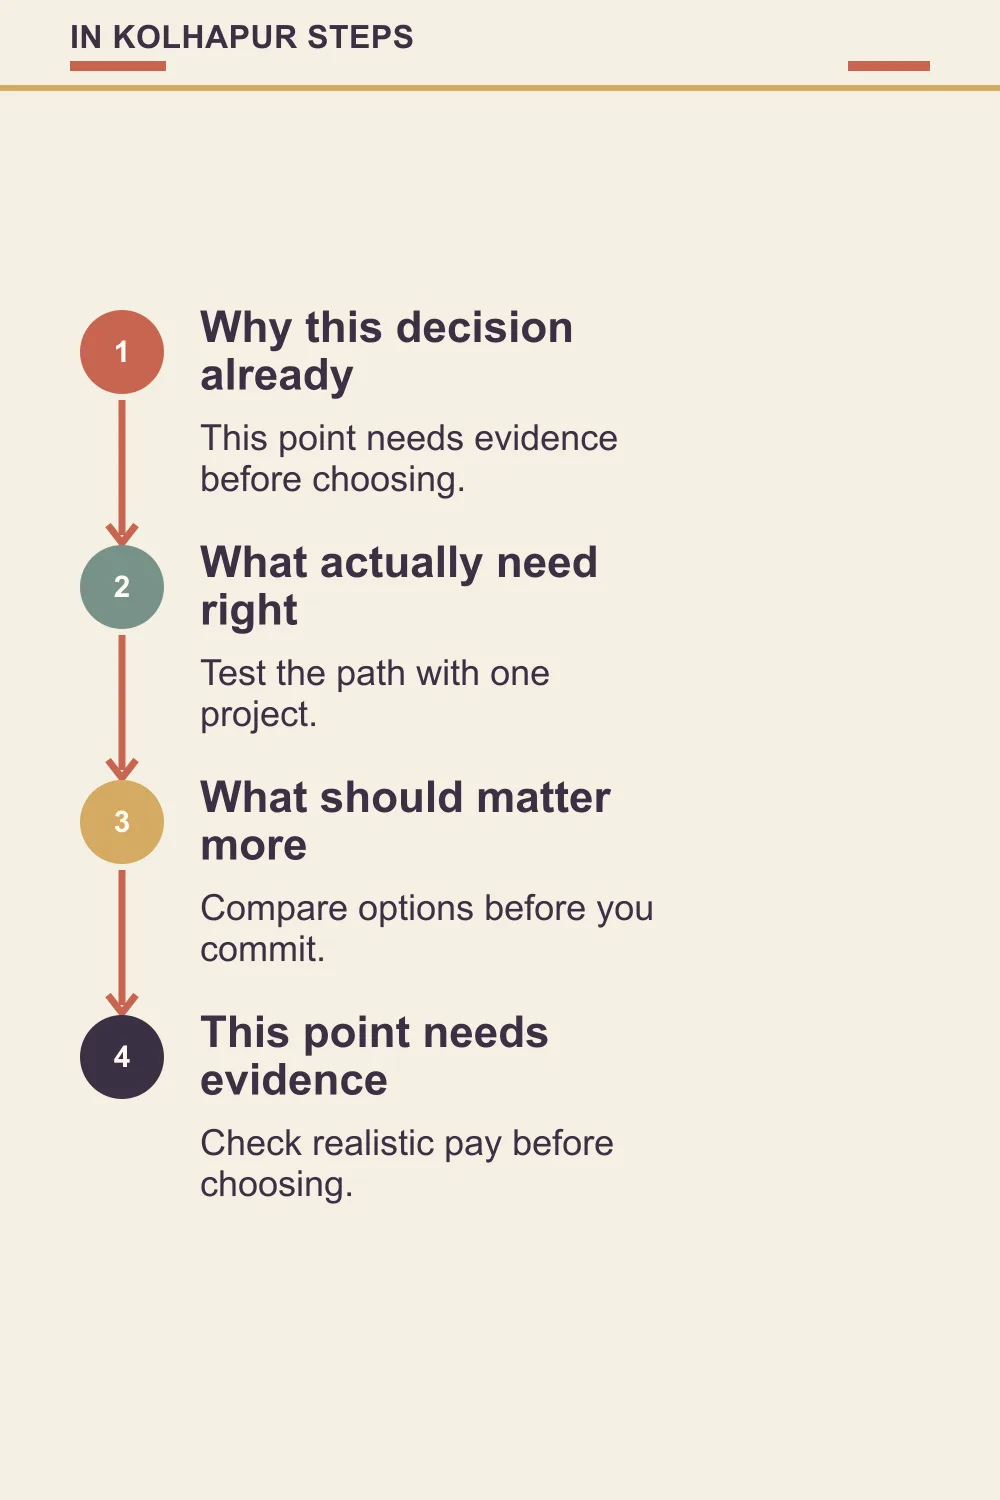 IN KOLHAPUR STEPS
1
Why this decision
already
This point needs evidence
before choosing.
2
What actually need
right
Test the path with one
project.
3
What should matter
more
Compare options before you
commit.
4
This point needs
evidence
Check realistic pay before
choosing.